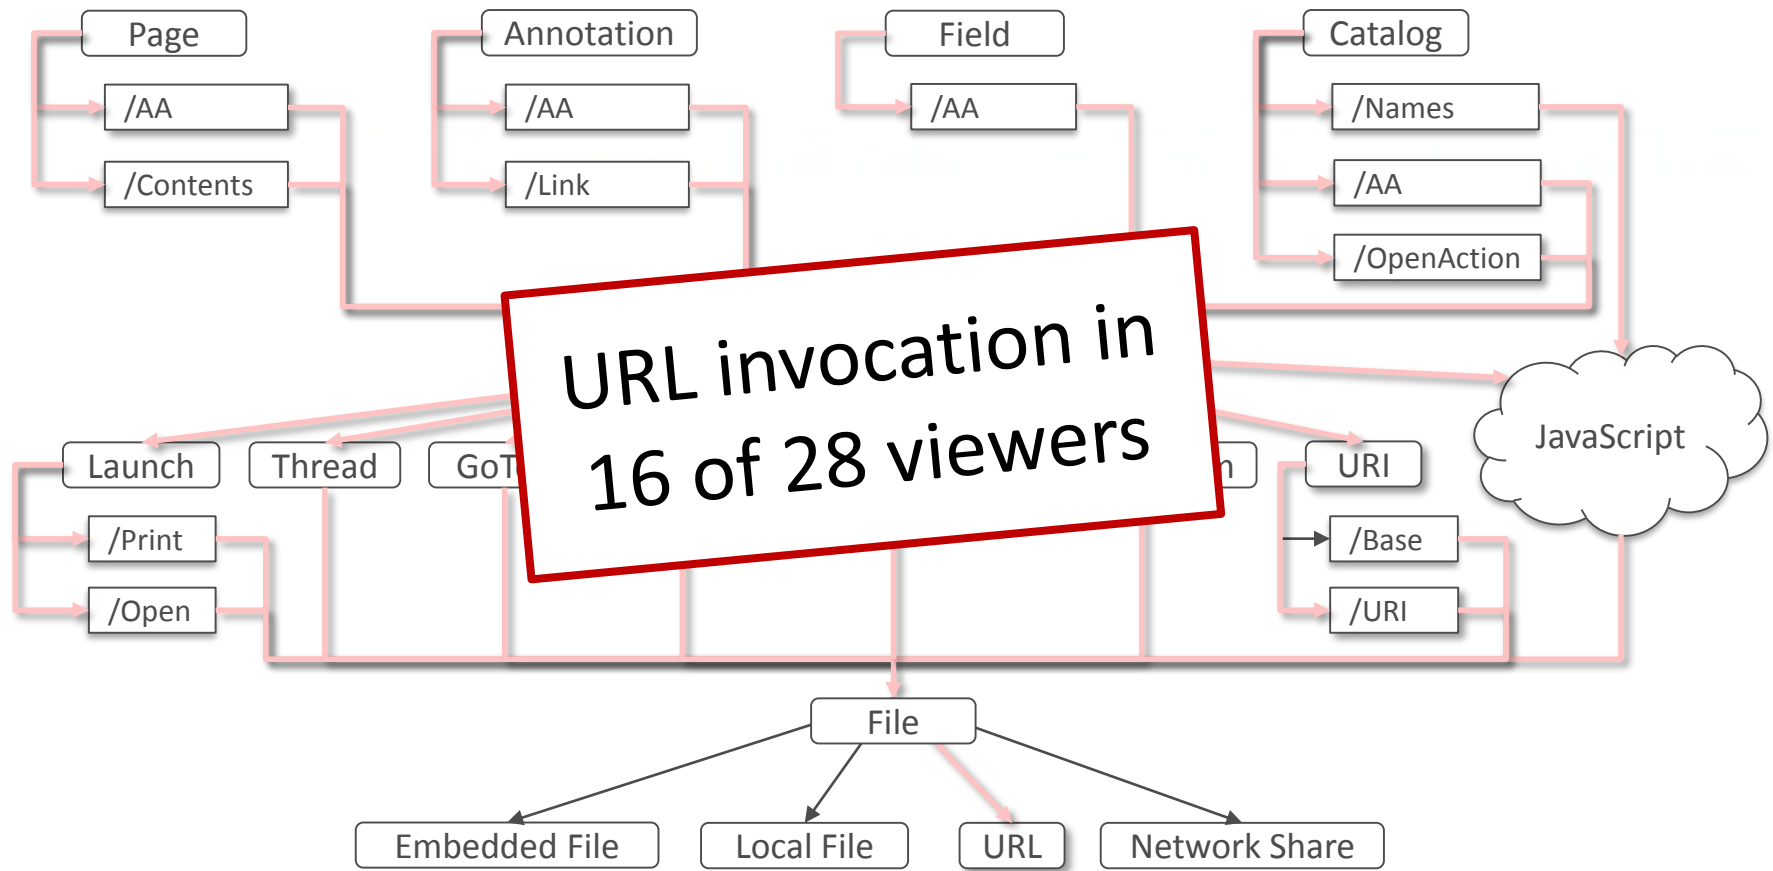 Page
Annotation
Field
Catalog
/AA
/AA
/AA
/Names
/Contents
/Link
/AA
/OpenAction
URL invocation in
16 of 28 viewers
JavaScript
Launch
Thread
URI
/Print
/Base
/Open
/URI
File
Embedded File
Local File
URL
Network Share